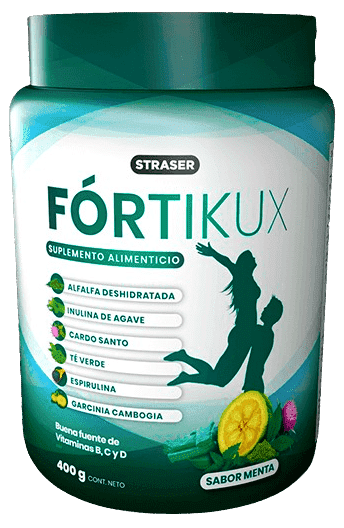 STRASER
FÓRTIKUX
SUPLEMENTO ALIMENTICIO
ALFALFA DESHIDRATADA
INULINA DE AGAVE
CARDO SANTO
TÉ VERDE
ESPIRULINA
GARCINIA CAMBOGIA
Buena fuente de
Vitaminas B, C y D
400 g CONT. NETO
SABOR MENTA